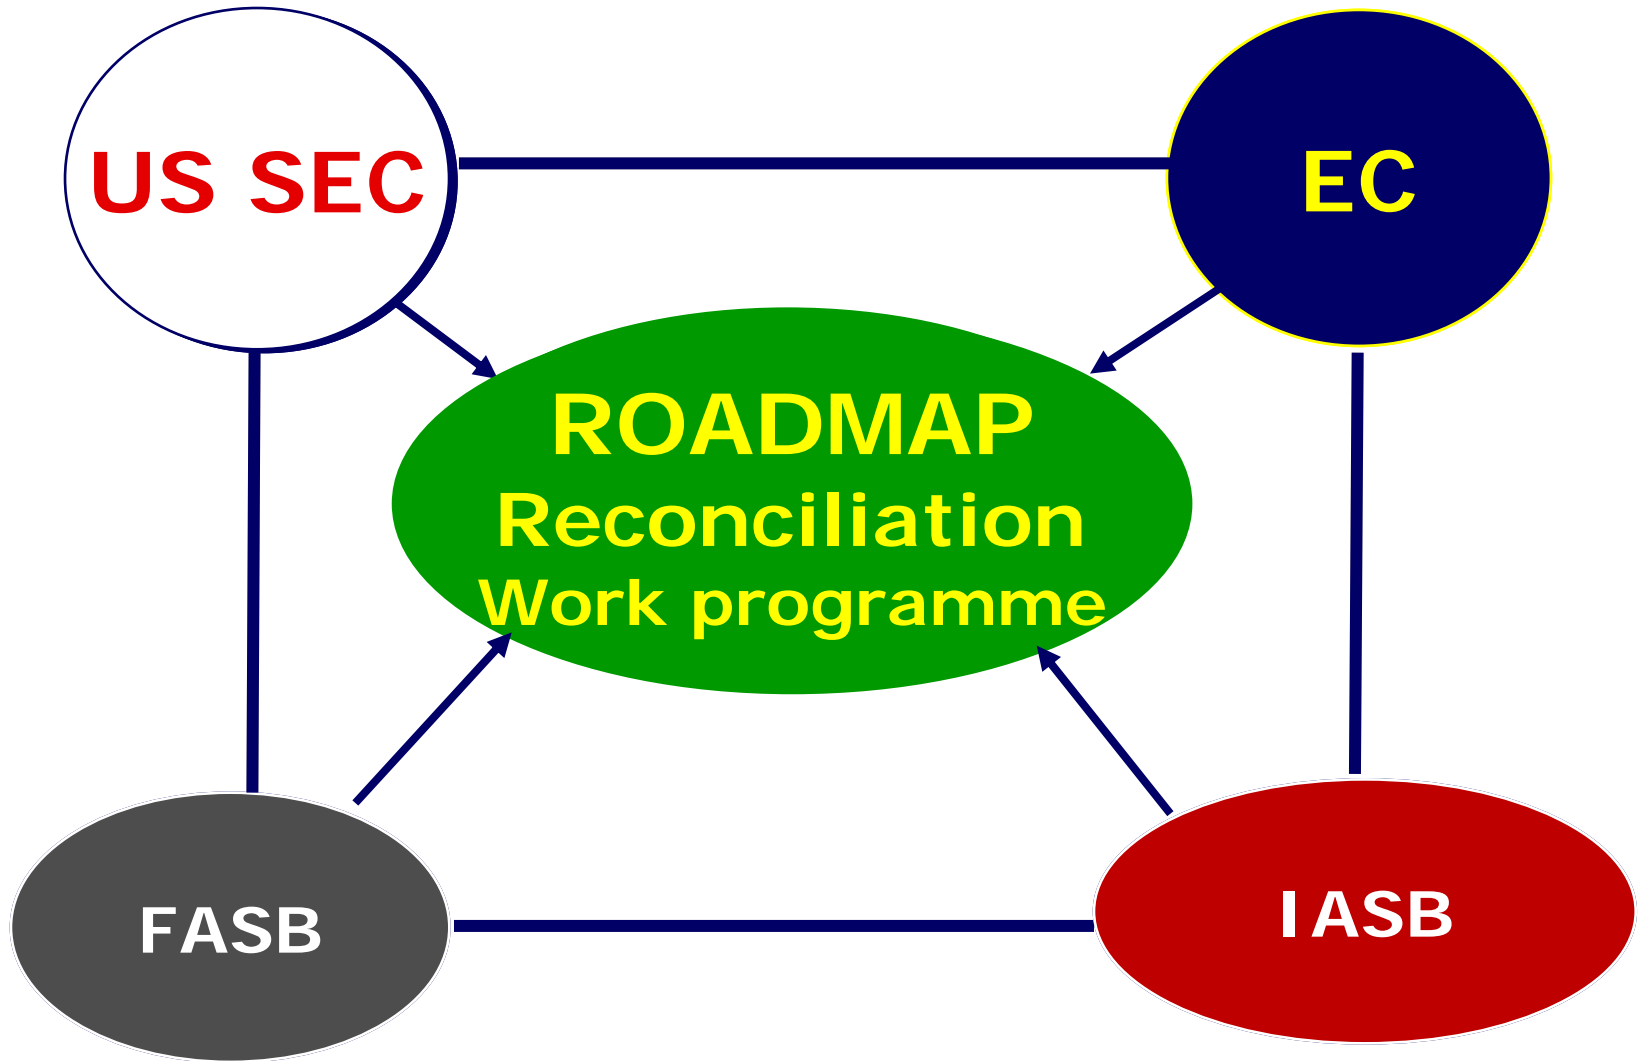 US SEC
EC
ROADMAP
Reconciliation
Work programme
FASB
IASB